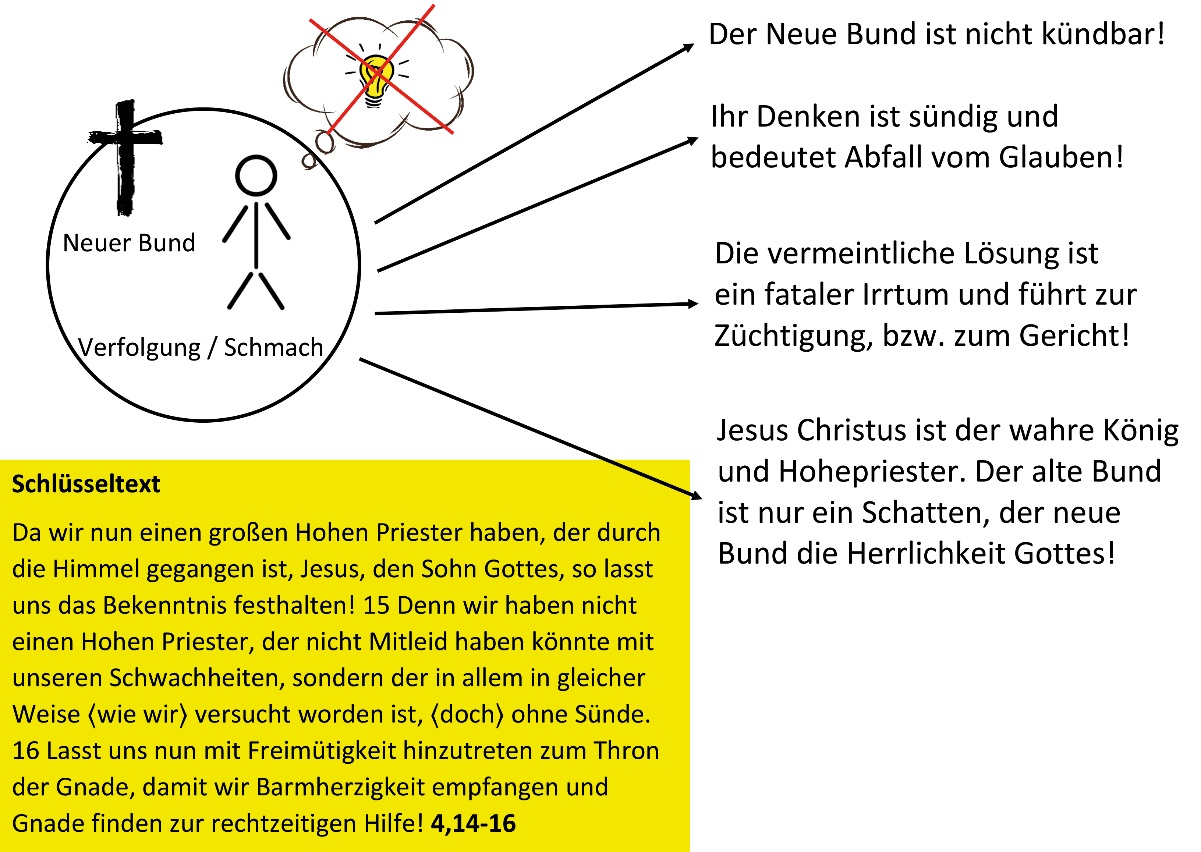 Neuer Bund
Verfolgung / Schmach
Der Neue Bund ist nicht kündbar!
Ihr Denken ist sündig und
bedeutet Abfall vom Glauben!
Die vermeintliche Lösung ist
ein fataler Irrtum und führt zur
Züchtigung, bzw. zum Gericht!
Jesus Christus ist der wahre König
und Hohepriester. Der alte Bund
ist nur ein Schatten, der neue
Bund die Herrlichkeit Gottes!
Schlüsseltext
Da wir nun einen großen Hohen Priester haben, der durch
die Himmel gegangen ist, Jesus, den Sohn Gottes, so lasst
uns das Bekenntnis festhalten! 15 Denn wir haben nicht
einen Hohen Priester, der nicht Mitleid haben könnte mit
unseren Schwachheiten, sondern der in allem in gleicher
Weise ⟨wie wir⟩ versucht worden ist, ⟨doch⟩ ohne Sünde.
16 Lasst uns nun mit Freimütigkeit hinzutreten zum Thron
der Gnade, damit wir Barmherzigkeit empfangen und
Gnade finden zur rechtzeitigen Hilfe! 4,14-16